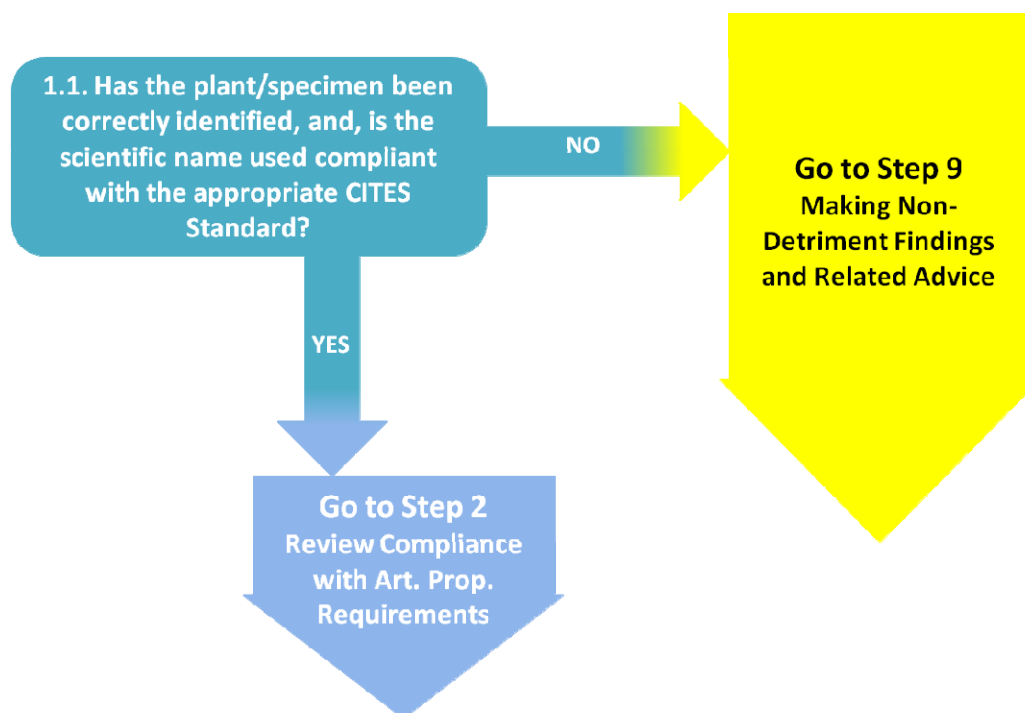 1.1. Has the plant/specimen been
correctly identified, and, is the
scientific name used compliant
with the appropriate CITES
Standard?
NO
Go to Step 9
Making Non-
Detriment Findings
and Related Advice
YES
Go to Step 2
Review Compliance
with Art. Prop.
Requirements